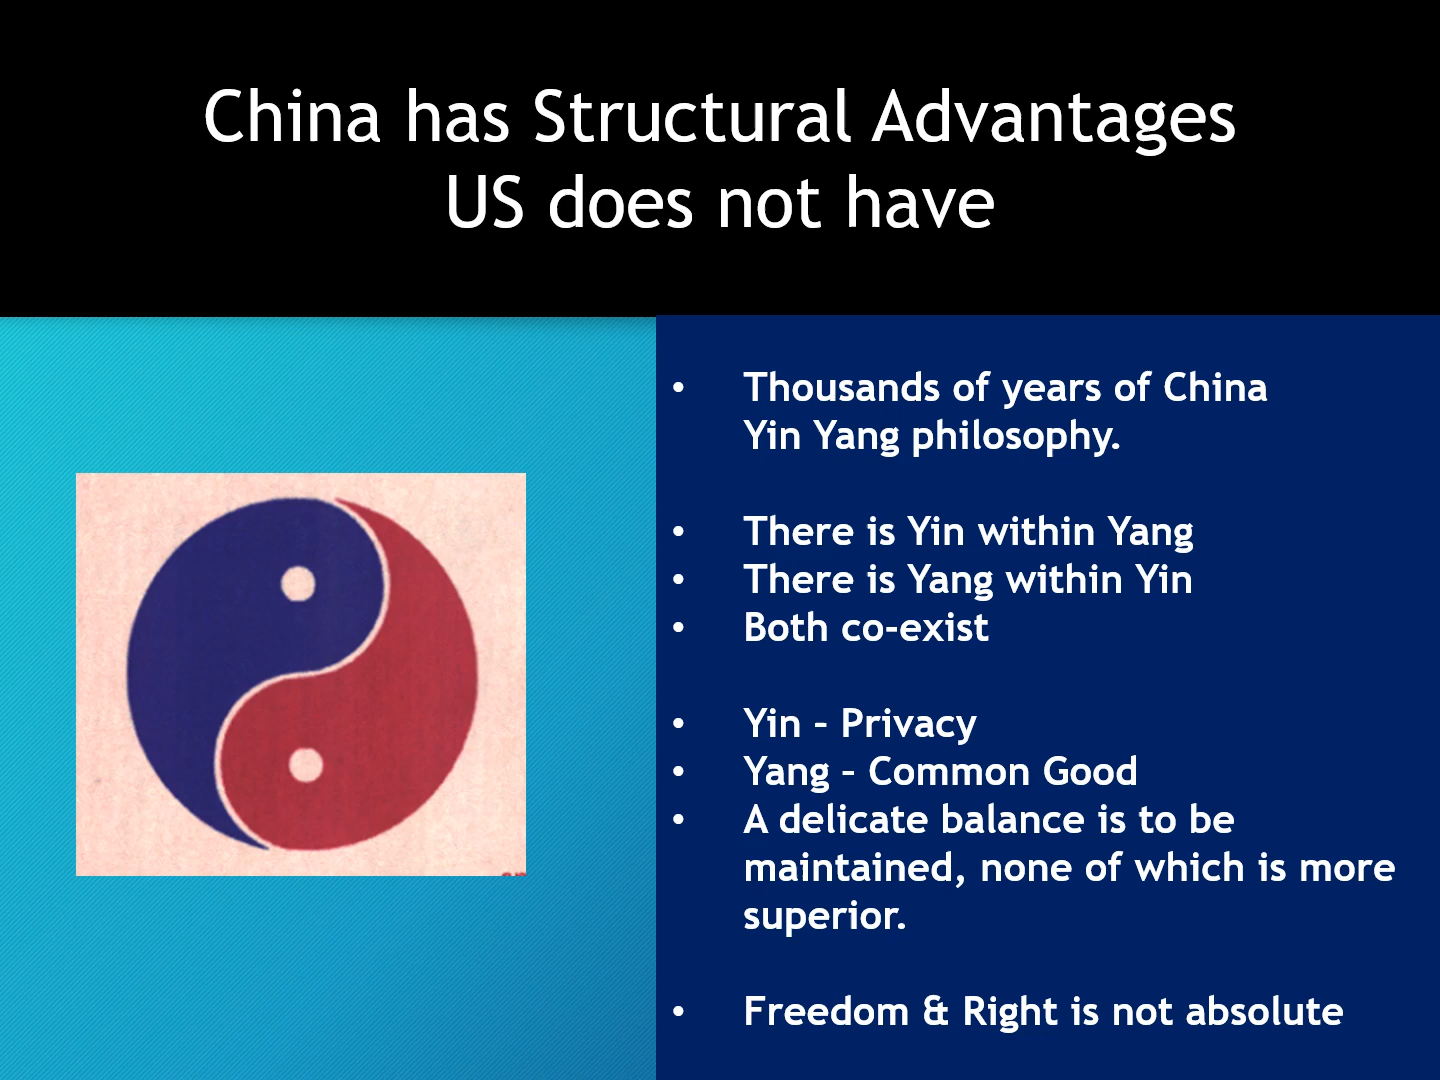 China has Structural Advantages
US does not have
• Thousands of years of China
Yin Yang philosophy.
• There is Yin within Yang
• There is Yang within Yin
• Both co-exist
• Yin – Privacy
• Yang – Common Good
• A delicate balance is to be
maintained, none of which is more
superior.
• Freedom & Right is not absolute